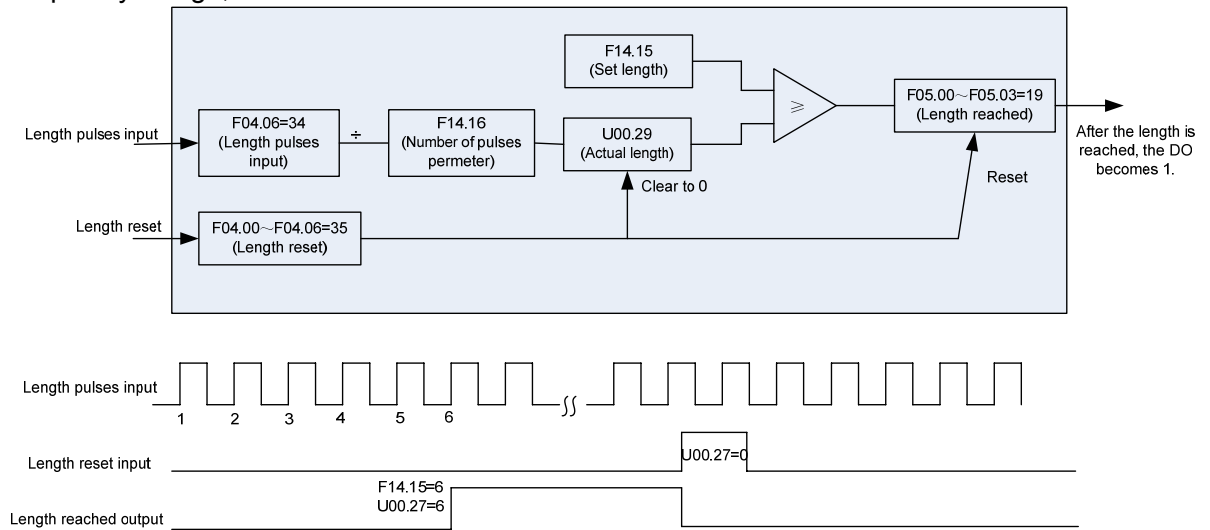 F14.15
(Set length)
Length pulses input
F04.06=34
(Length pulses
input)
÷
F14.16
(Number of pulses
permeter)
U00.29
(Actual length)
≥
F05.00～F05.03=19
(Length reached)
After the length is
reached, the DO
becomes 1.
Clear to 0
Reset
Length reset
F04.00～F04.06=35
(Length reset)
Length pulses input
1 2 3 4 5 6
Length reset input
U00.27=0
F14.15=6
U00.27=6
Length reached output